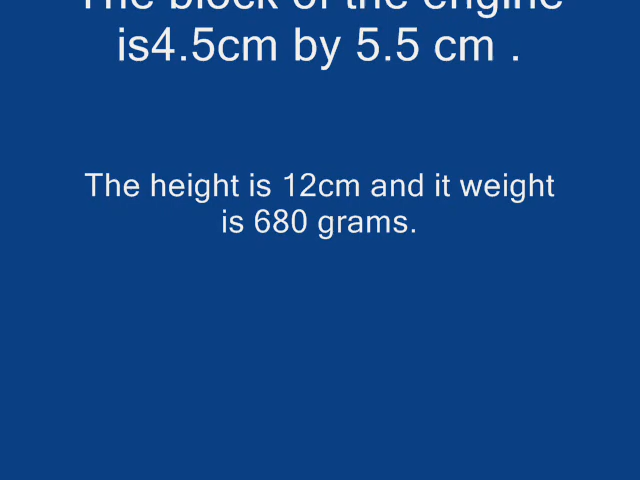 The block of the engine
is4.5cm by 5.5 cm .
The height is 12cm and it weight
is 680 grams.